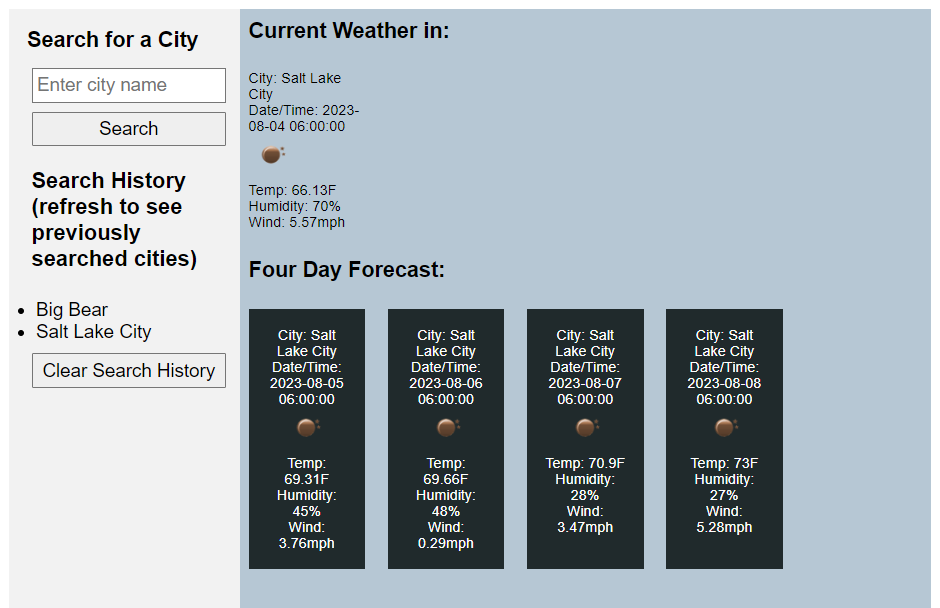 Search for a City
Enter city name
Search
Search History
(refresh to see
previously
searched cities)
Big Bear
Salt Lake City
Clear Search History
Current Weather in:
City: Salt Lake
City
Date/Time: 2023-
08-04 06:00:00
Temp: 66.13F
Humidity: 70%
Wind: 5.57mph
Four Day Forecast:
City: Salt
Lake City
Date/Time:
2023-08-05
06:00:00
Temp:
69.31F
Humidity:
45%
Wind:
3.76mph
City: Salt
Lake City
Date/Time:
2023-08-06
06:00:00
Temp:
69.66F
Humidity:
48%
Wind:
0.29mph
City: Salt
Lake City
Date/Time:
2023-08-07
06:00:00
Temp: 70.9F
Humidity:
28%
Wind:
3.47mph
City: Salt
Lake City
Date/Time:
2023-08-08
06:00:00
Temp: 73F
Humidity:
27%
Wind:
5.28mph